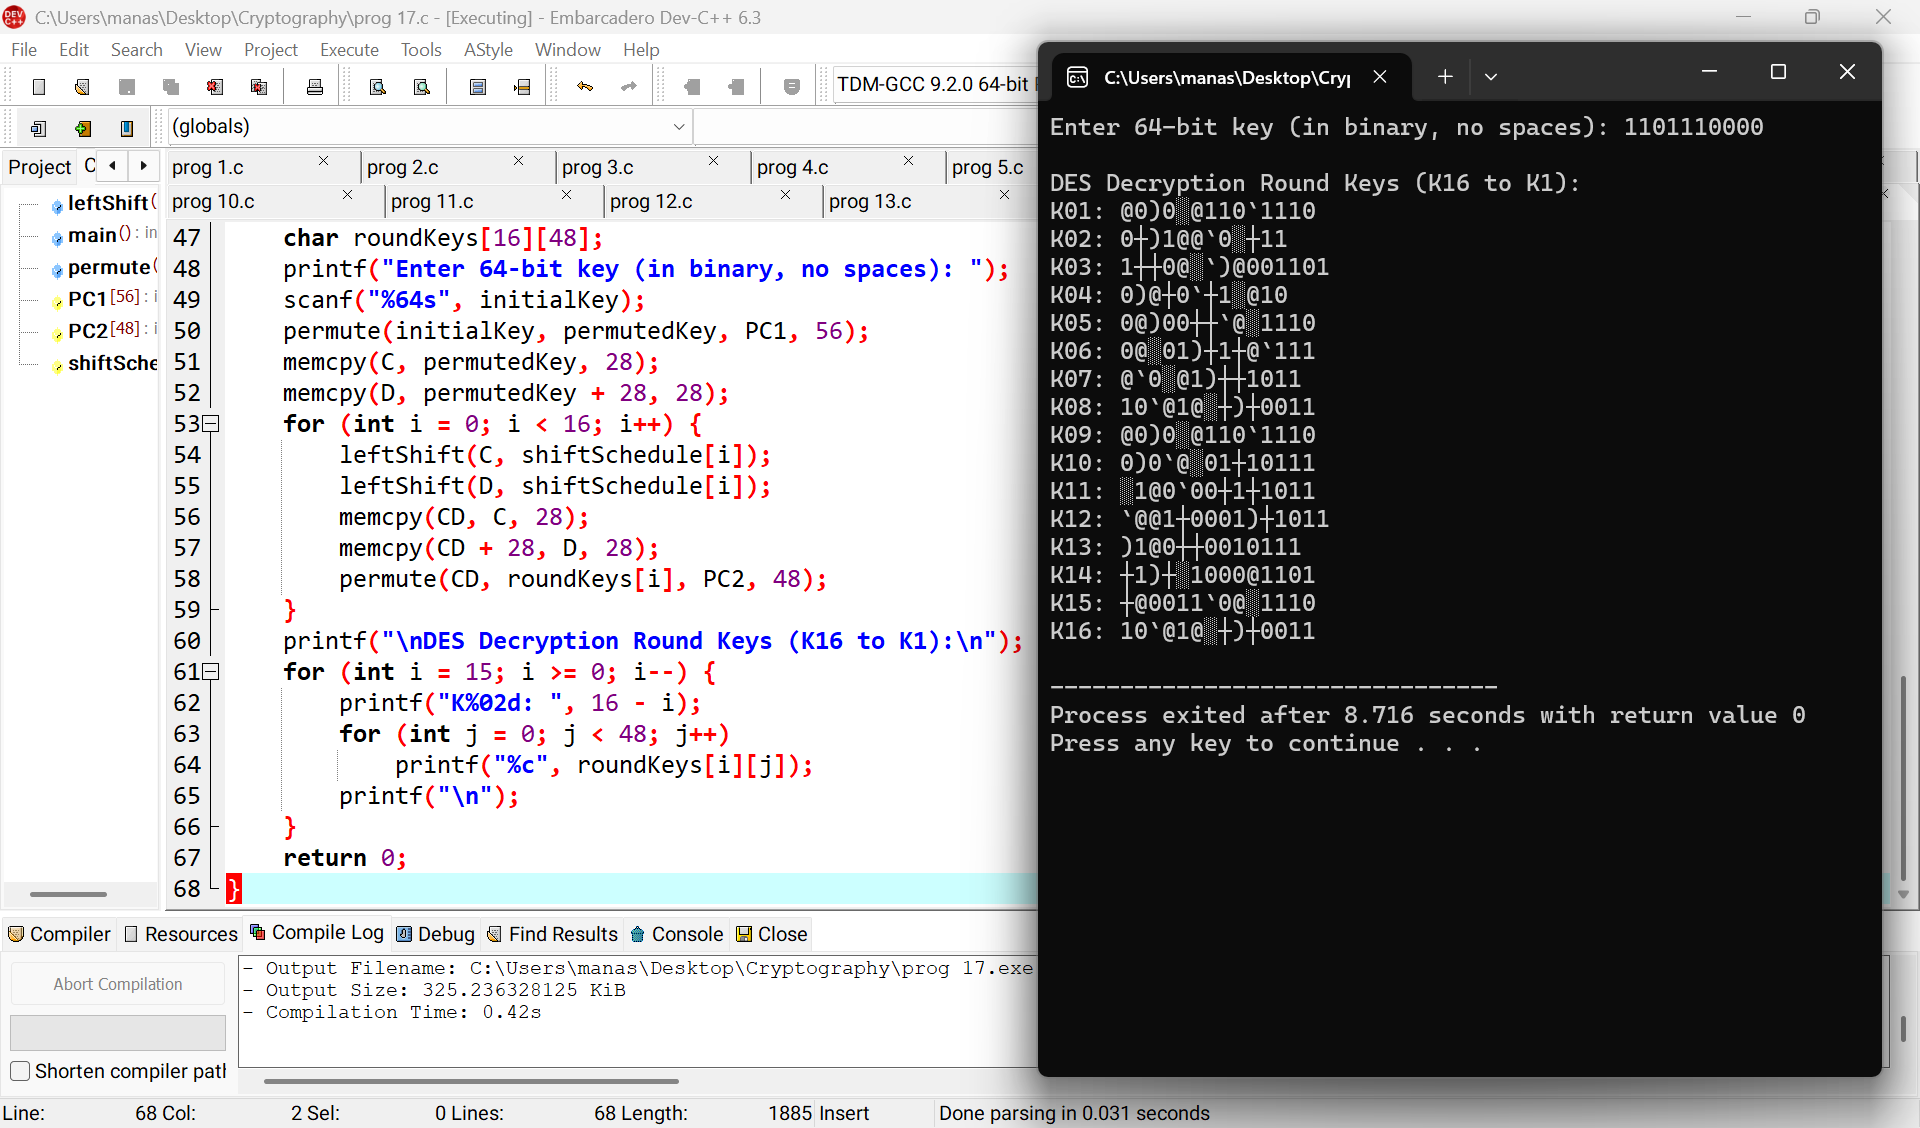 C:\Users\manas\Desktop\Cryptography\prog 17.c - [Executing] - Embarcadero Dev-C++ 6.3
File Edit Search View Project Execute Tools AStyle Window Help
TDM-GCC 9.2.0 64-bit
(globals)
Project
prog 1.c prog 2.c prog 3.c prog 4.c prog 5.c
prog 10.c prog 11.c prog 12.c prog 13.c
leftShift(
main() : in
permute(
PC1[56] : i
PC2[48] : i
shiftSche
47 char roundKeys[16][48];
48 printf("Enter 64-bit key (in binary, no spaces): ");
49 scanf("%64s", initialKey);
50 permute(initialKey, permutedKey, PC1, 56);
51 memcpy(C, permutedKey, 28);
52 memcpy(D, permutedKey + 28, 28);
53 for (int i = 0; i < 16; i++) {
54 leftShift(C, shiftSchedule[i]);
55 leftShift(D, shiftSchedule[i]);
56 memcpy(CD, C, 28);
57 memcpy(CD + 28, D, 28);
58 permute(CD, roundKeys[i], PC2, 48);
59 }
60 printf("\nDES Decryption Round Keys (K16 to K1):\n");
61 for (int i = 15; i >= 0; i--) {
62 printf("K%02d: ", 16 - i);
63 for (int j = 0; j < 48; j++)
64 printf("%c", roundKeys[i][j]);
65 printf("\n");
66 }
67 return 0;
68 }
C:\Users\manas\Desktop\Cry
Enter 64-bit key (in binary, no spaces): 1101110000
DES Decryption Round Keys (K16 to K1):
K01: @0)0░@110`1110
K02: 0┼)1@@`0░┼11
K03: 1┼┼0@░`)@001101
K04: 0)@┼0`┼1░@10
K05: 0@)00┼┼`@░1110
K06: 0@░01)┼1┼@`111
K07: @`0░@1)┼┼1011
K08: 10`@1@░┼)┼0011
K09: @0)0░@110`1110
K10: 0)0`@░01┼10111
K11: ░1@0`00┼1┼1011
K12: `@@1┼0001)┼1011
K13: )1@0┼┼0010111
K14: ┼1)┼░1000@1101
K15: ┼@0011`0@░1110
K16: 10`@1@░┼)┼0011
--------------------------------
Process exited after 8.716 seconds with return value 0
Press any key to continue . . .
Compiler Resources Compile Log Debug Find Results Console Close
Abort Compilation
Shorten compiler path
- Output Filename: C:\Users\manas\Desktop\Cryptography\prog 17.exe
- Output Size: 325.236328125 KiB
- Compilation Time: 0.42s
Line: 68 Col: 2 Sel: 0 Lines: 68 Length: 1885 Insert Done parsing in 0.031 seconds